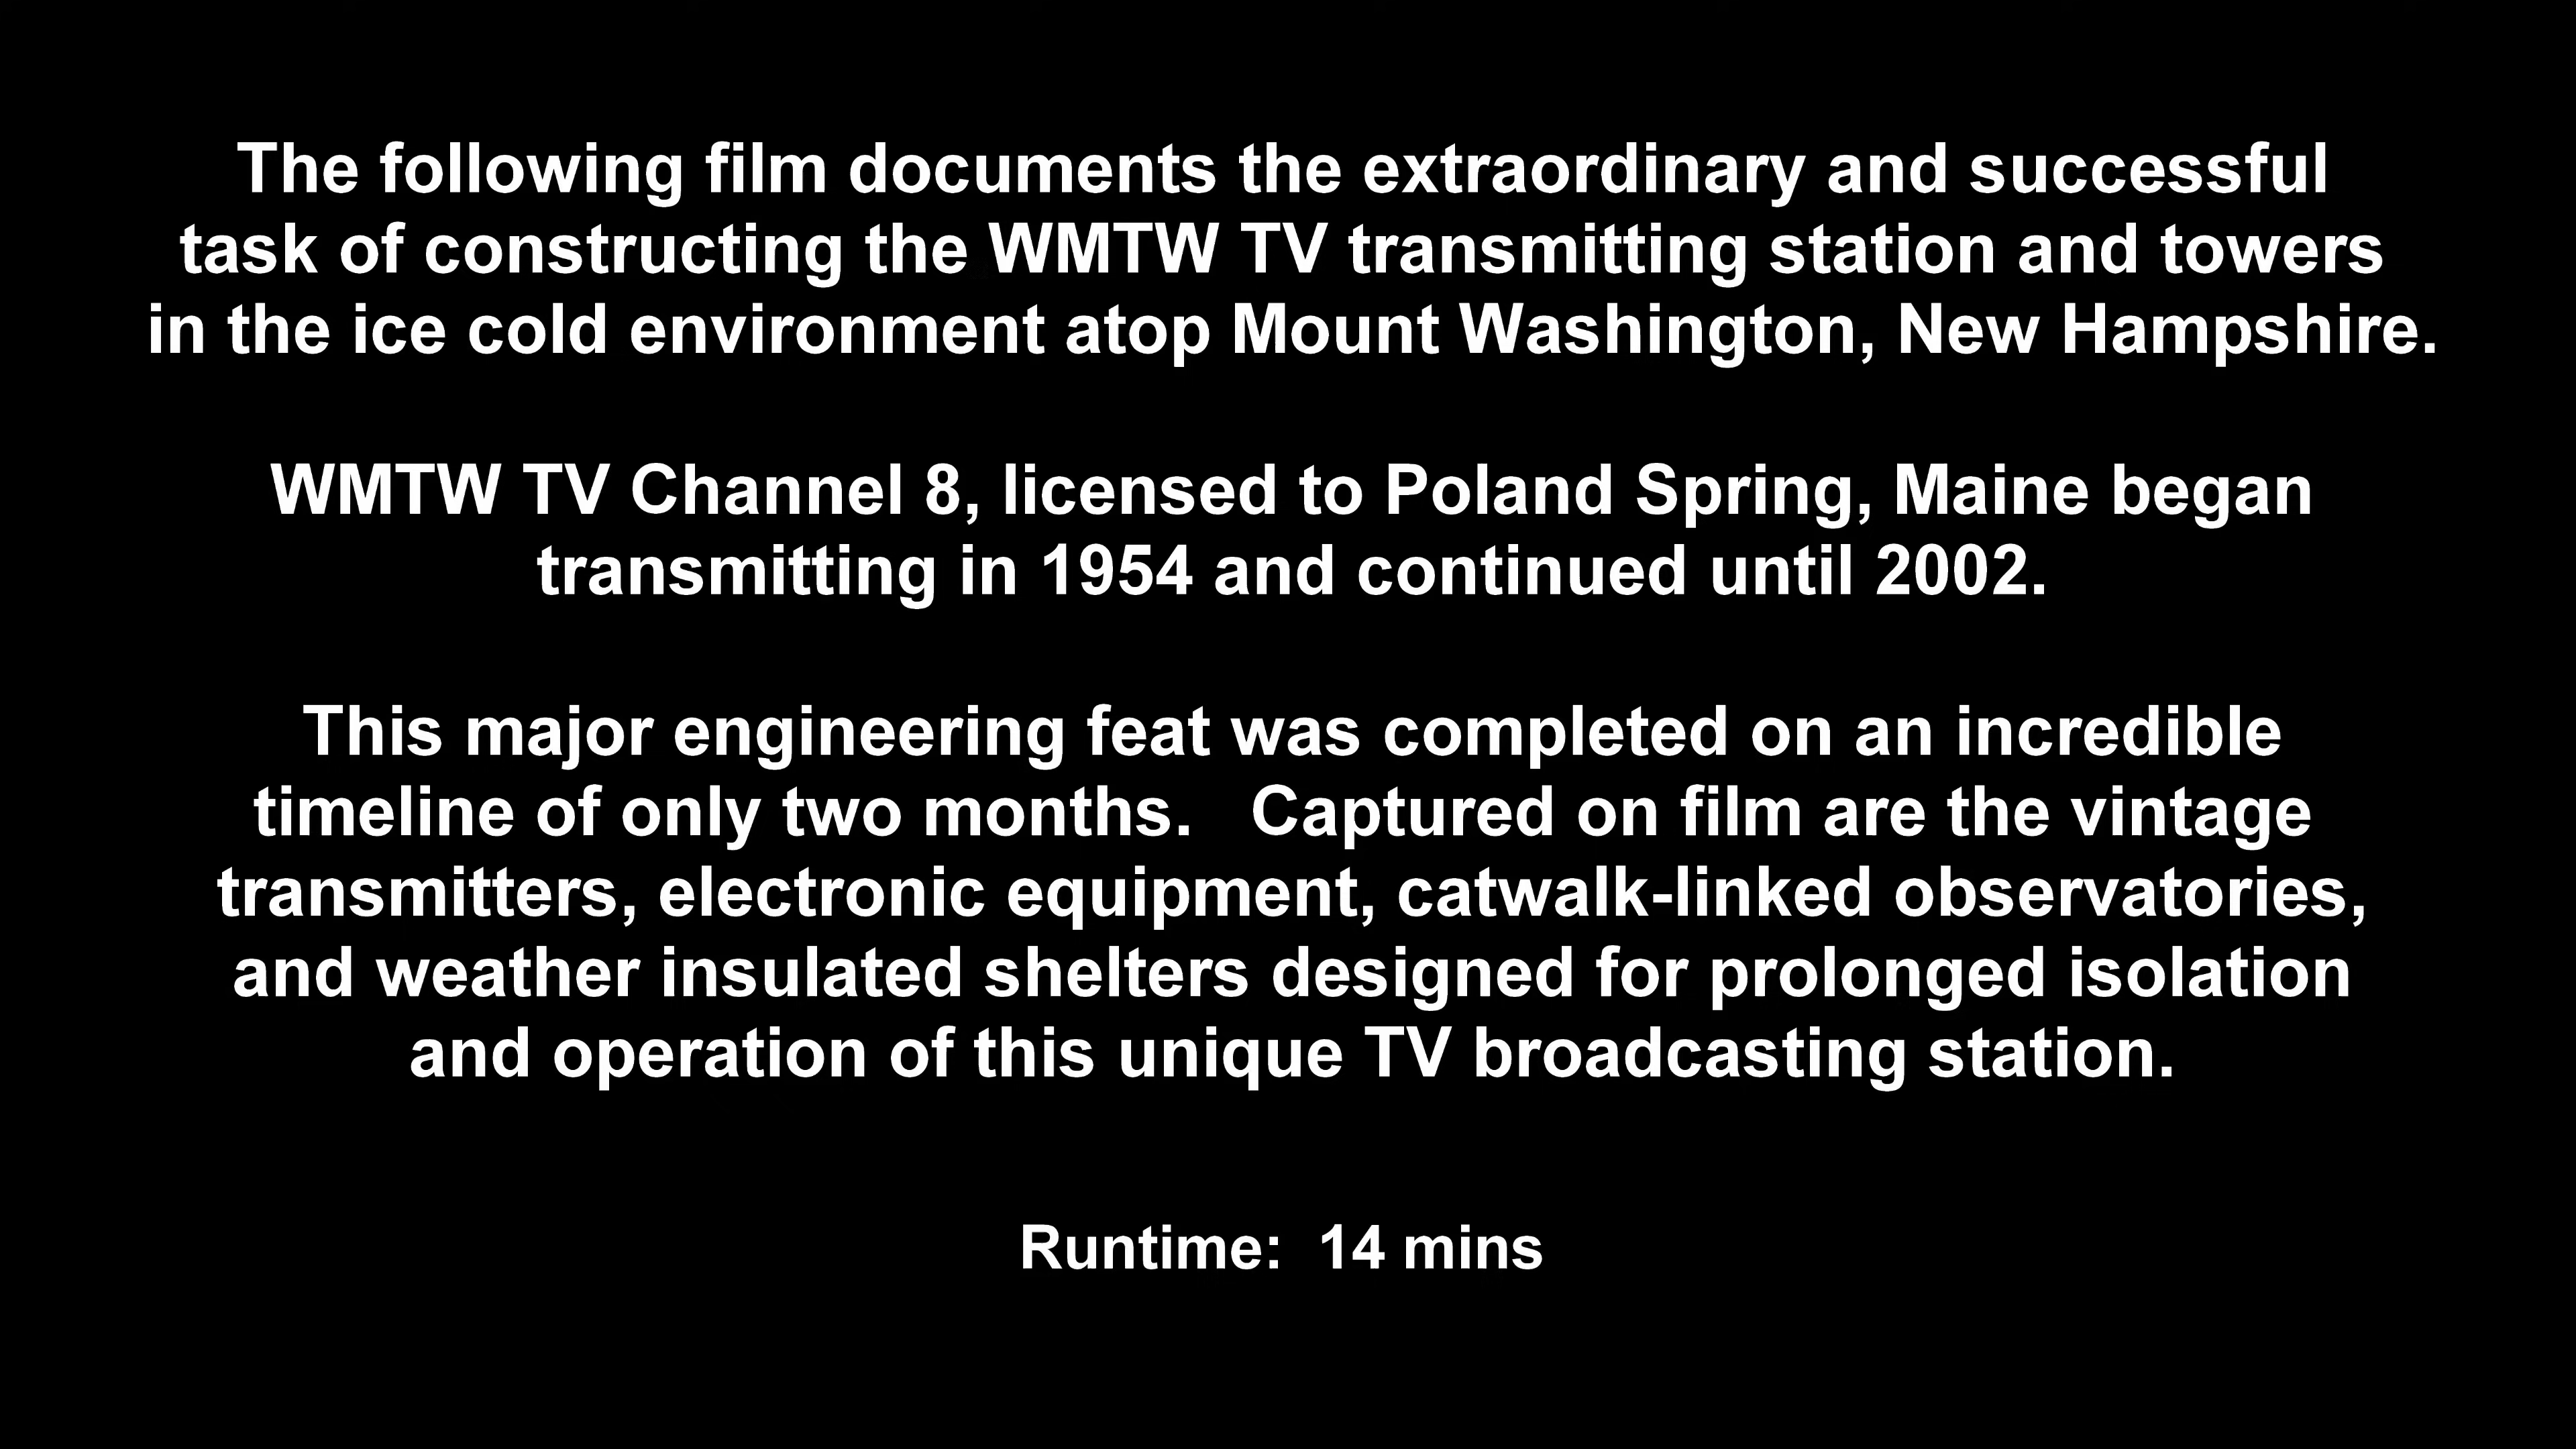 The following film documents the extraordinary and successful
task of constructing the WMTW TV transmitting station and towers
in the ice cold environment atop Mount Washington, New Hampshire.
WMTW TV Channel 8, licensed to Poland Spring, Maine began
transmitting in 1954 and continued until 2002.
This major engineering feat was completed on an incredible
timeline of only two months.   Captured on film are the vintage
transmitters, electronic equipment, catwalk-linked observatories,
and weather insulated shelters designed for prolonged isolation
and operation of this unique TV broadcasting station.
Runtime:  14 mins